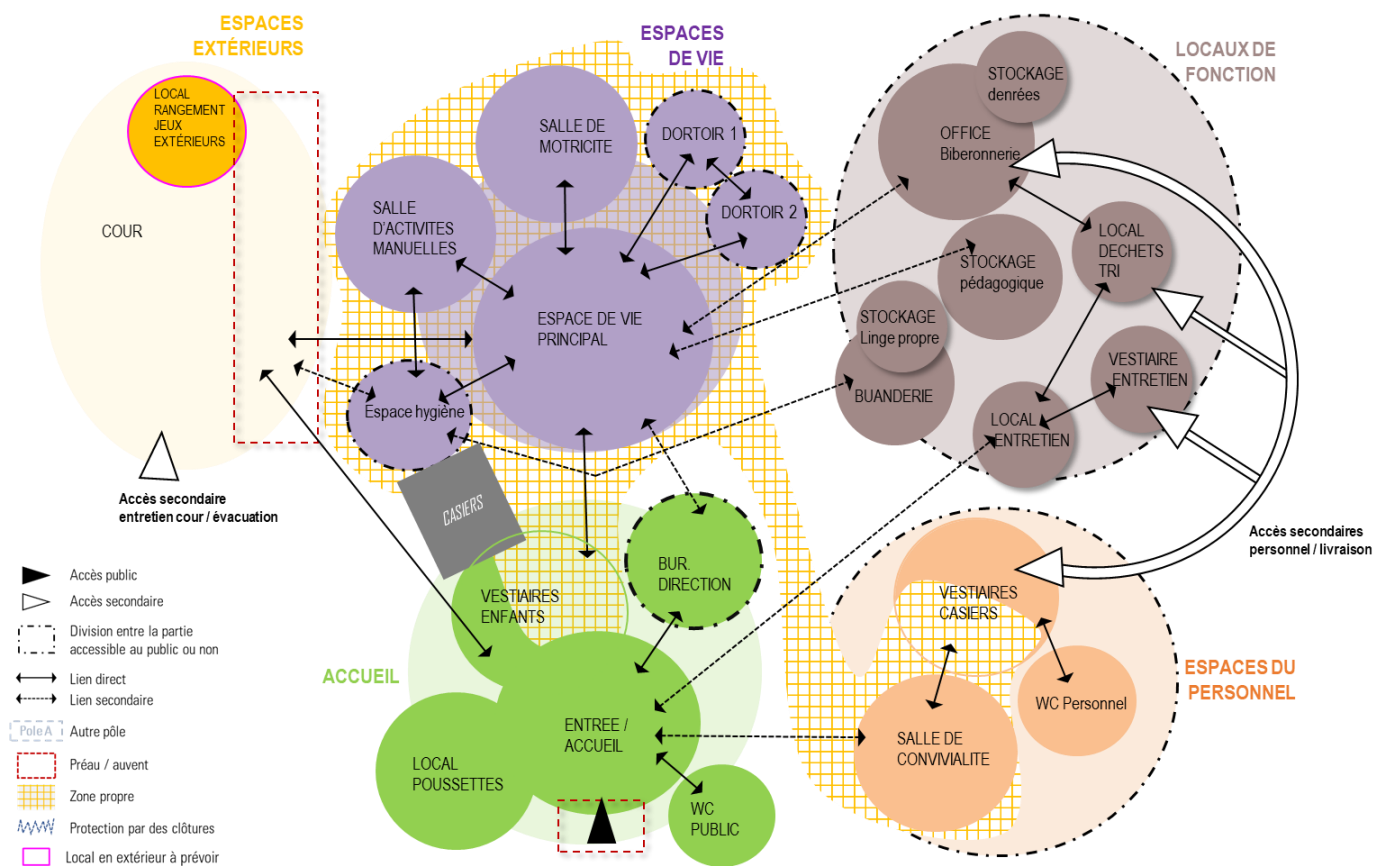 ESPACES
EXTÉRIEURS
LOCAL
RANGEMENT
JEUX
EXTÉRIEURS
COUR
Accès secondaire
entretien cour / évacuation
ESPACES
DE VIE
SALLE DE
MOTRICITE
DORTOIR 1
DORTOIR 2
SALLE
D'ACTIVITES
MANUELLES
ESPACE DE VIE
PRINCIPAL
Espace hygiène
CASIERS
LOCAUX DE
FONCTION
STOCKAGE
denrées
OFFICE
Biberonnerie
LOCAL
DECHETS
TRI
STOCKAGE
pédagogique
STOCKAGE
Linge propre
BUANDERIE
VESTIAIRE
ENTRETIEN
LOCAL
ENTRETIEN
Accès secondaires
personnel / livraison
ACCUEIL
VESTIAIRES
ENFANTS
BUR.
DIRECTION
ENTREE /
ACCUEIL
LOCAL
POUSSETTES
WC
PUBLIC
ESPACES DU
PERSONNEL
VESTIAIRES
CASIERS
WC Personnel
SALLE DE
CONVIVIALITE
Accès public
Accès secondaire
Division entre la partie
accessible au public ou non
Lien direct
Lien secondaire
Pole A
Autre pôle
Préau / auvent
Zone propre
Protection par des clôtures
Local en extérieur à prévoir